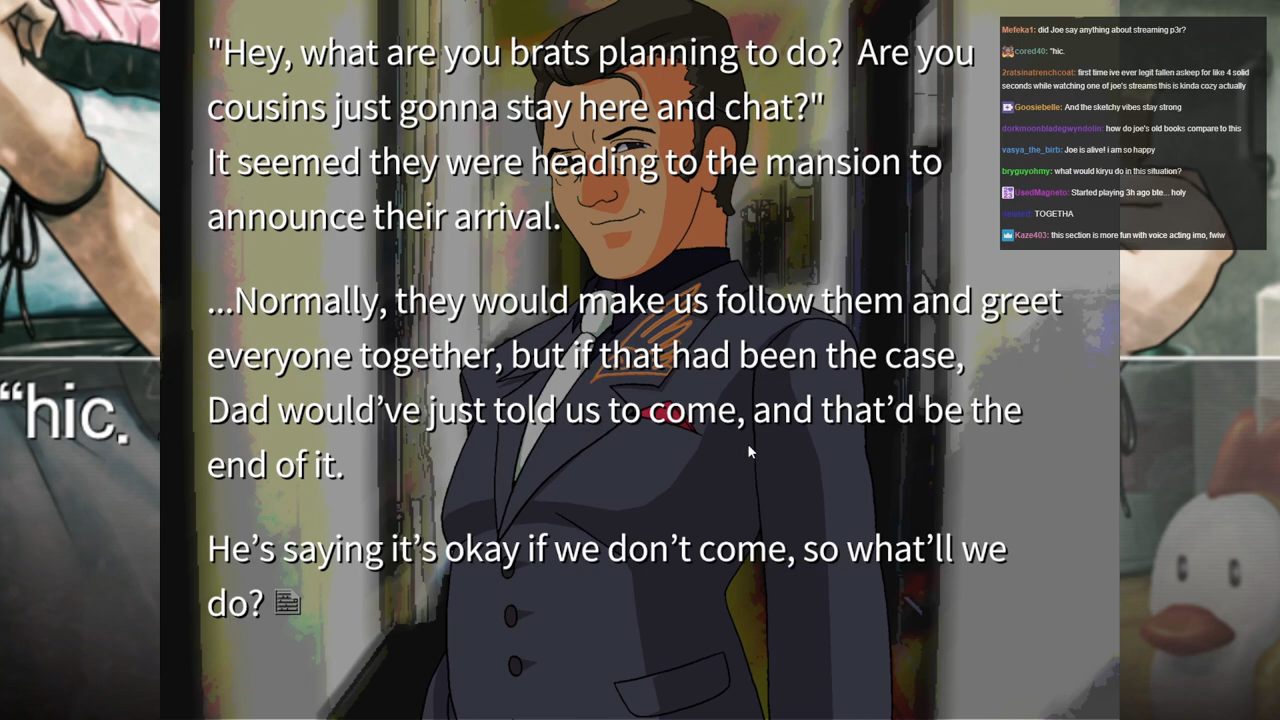 "Hey, what are you brats planning to do?  Are you
cousins just gonna stay here and chat?"
It seemed they were heading to the mansion to
announce their arrival.
...Normally, they would make us follow them and greet
everyone together, but if that had been the case,
Dad would’ve just told us to come, and that’d be the
end of it.
He’s saying it’s okay if we don’t come, so what’ll we
do?
“hic.
Mefeka1: did Joe say anything about streaming p3r?
cored40: "hic.
2ratsinatrenchcoat: first time ive ever legit fallen asleep for like 4 solid
seconds while watching one of joe's streams this is kinda cozy actually
Goosiebelle: And the sketchy vibes stay strong
dorkmoonbladegwyndolin: how do joe's old books compare to this
vasya_the_birb: Joe is alive! i am so happy
bryguyohmy: what would kiryu do in this situation?
UsedMagneto: Started playing 3h ago bte... holy
TOGETHA
Kaze403: this section is more fun with voice acting imo, fwiw